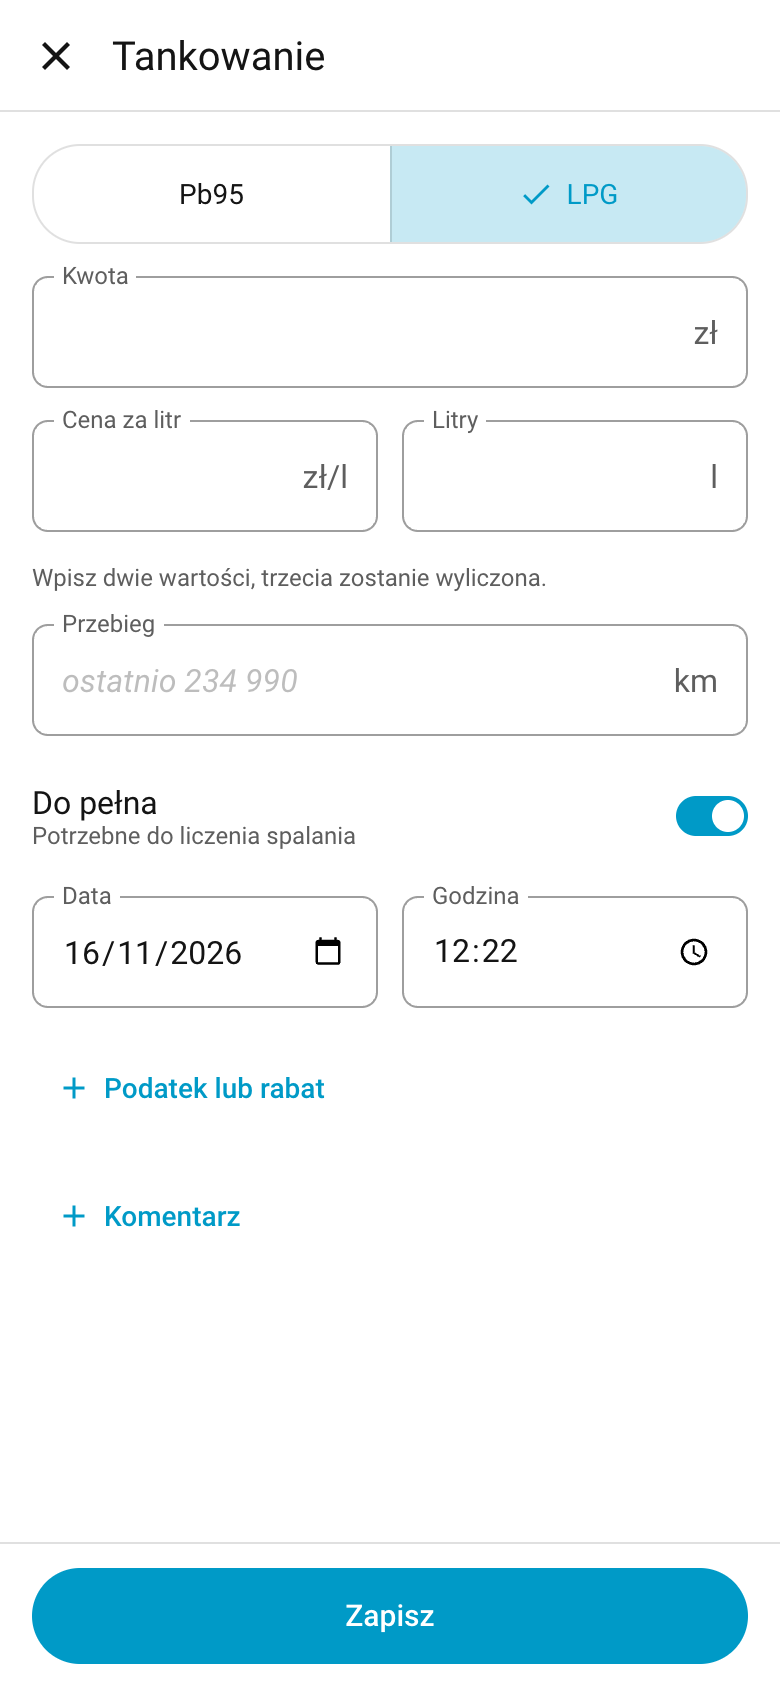 Tankowanie
Pb95
LPG
Kwota
zł
Cena za litr
zł/l
Litry
l
Wpisz dwie wartości, trzecia zostanie wyliczona.
Przebieg
ostatnio 234 990
km
Do pełna
Potrzebne do liczenia spalania
Data
16/11/2026
Godzina
12:22
+ Podatek lub rabat
+ Komentarz
Zapisz